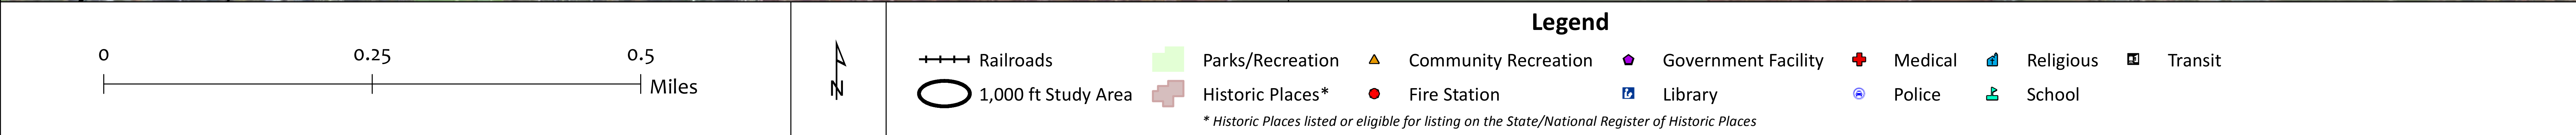 0 0.25 0.5
Miles
N
Legend
Railroads Parks/Recreation Community Recreation Government Facility Medical Religious Transit
1,000 ft Study Area Historic Places* Fire Station Library Police School
* Historic Places listed or eligible for listing on the State/National Register of Historic Places